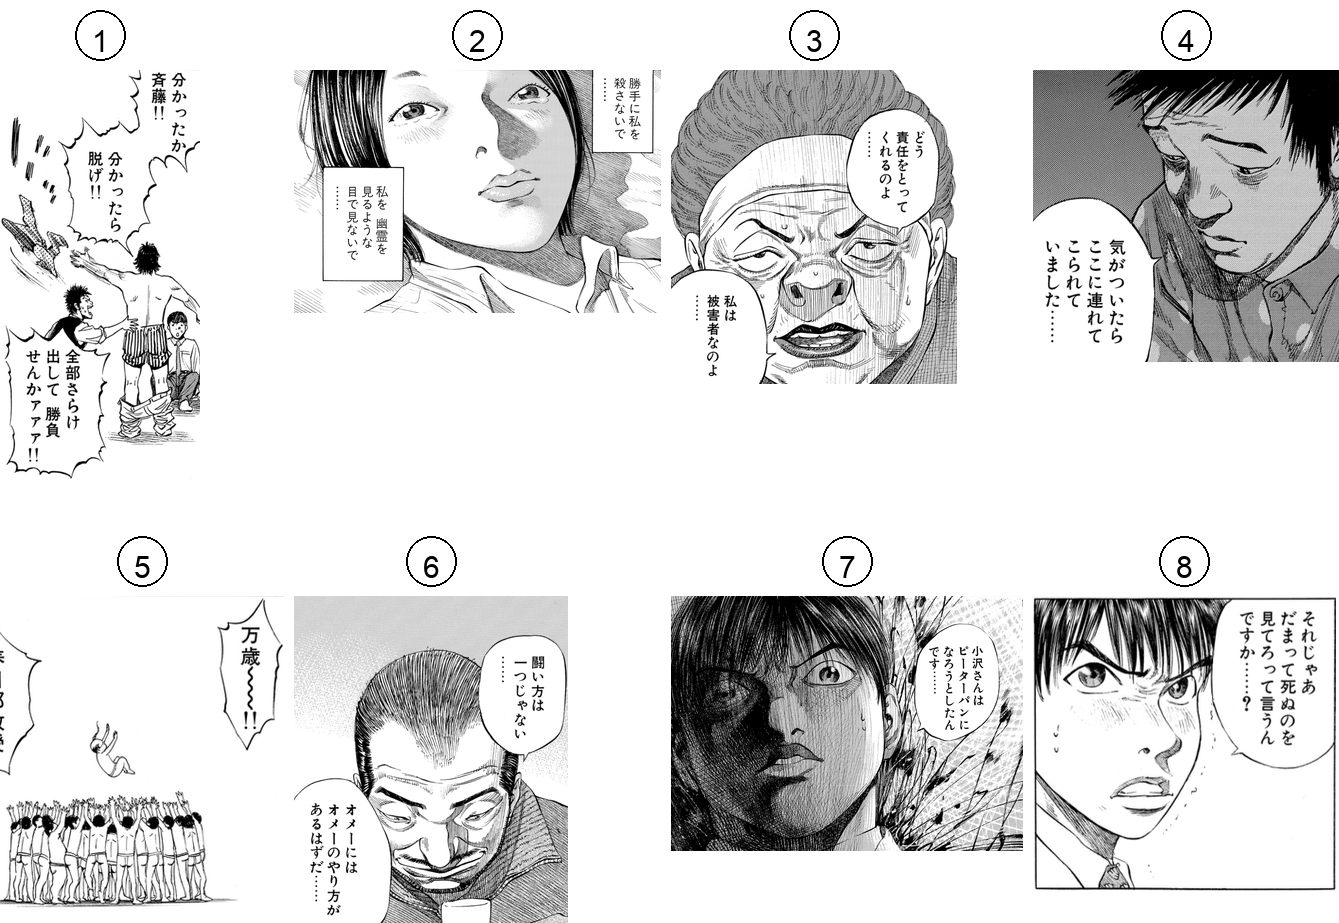 1
分かったか
斉藤!!
分かったら
脱げ!!
全部さらけ
出して 勝負
せんかァァァ!!
2
勝手に私を
殺さないで
……
私を 幽霊を
見るような
目で見ないで
……
3
どう
責任をとって
くれるのよ
……
私は
被害者なのよ
……
4
気がついたら
ここに連れて
こられて
いました……
5
万歳〜〜〜!!
6
闘い方は
一つじゃない
……
オメーには
オメーのやり方が
あるはずだ……
7
小沢さんは
ピーターパンに
なろうとしたん
です……
8
それじゃあ
だまって死ぬのを
見てろって言うん
ですか……?